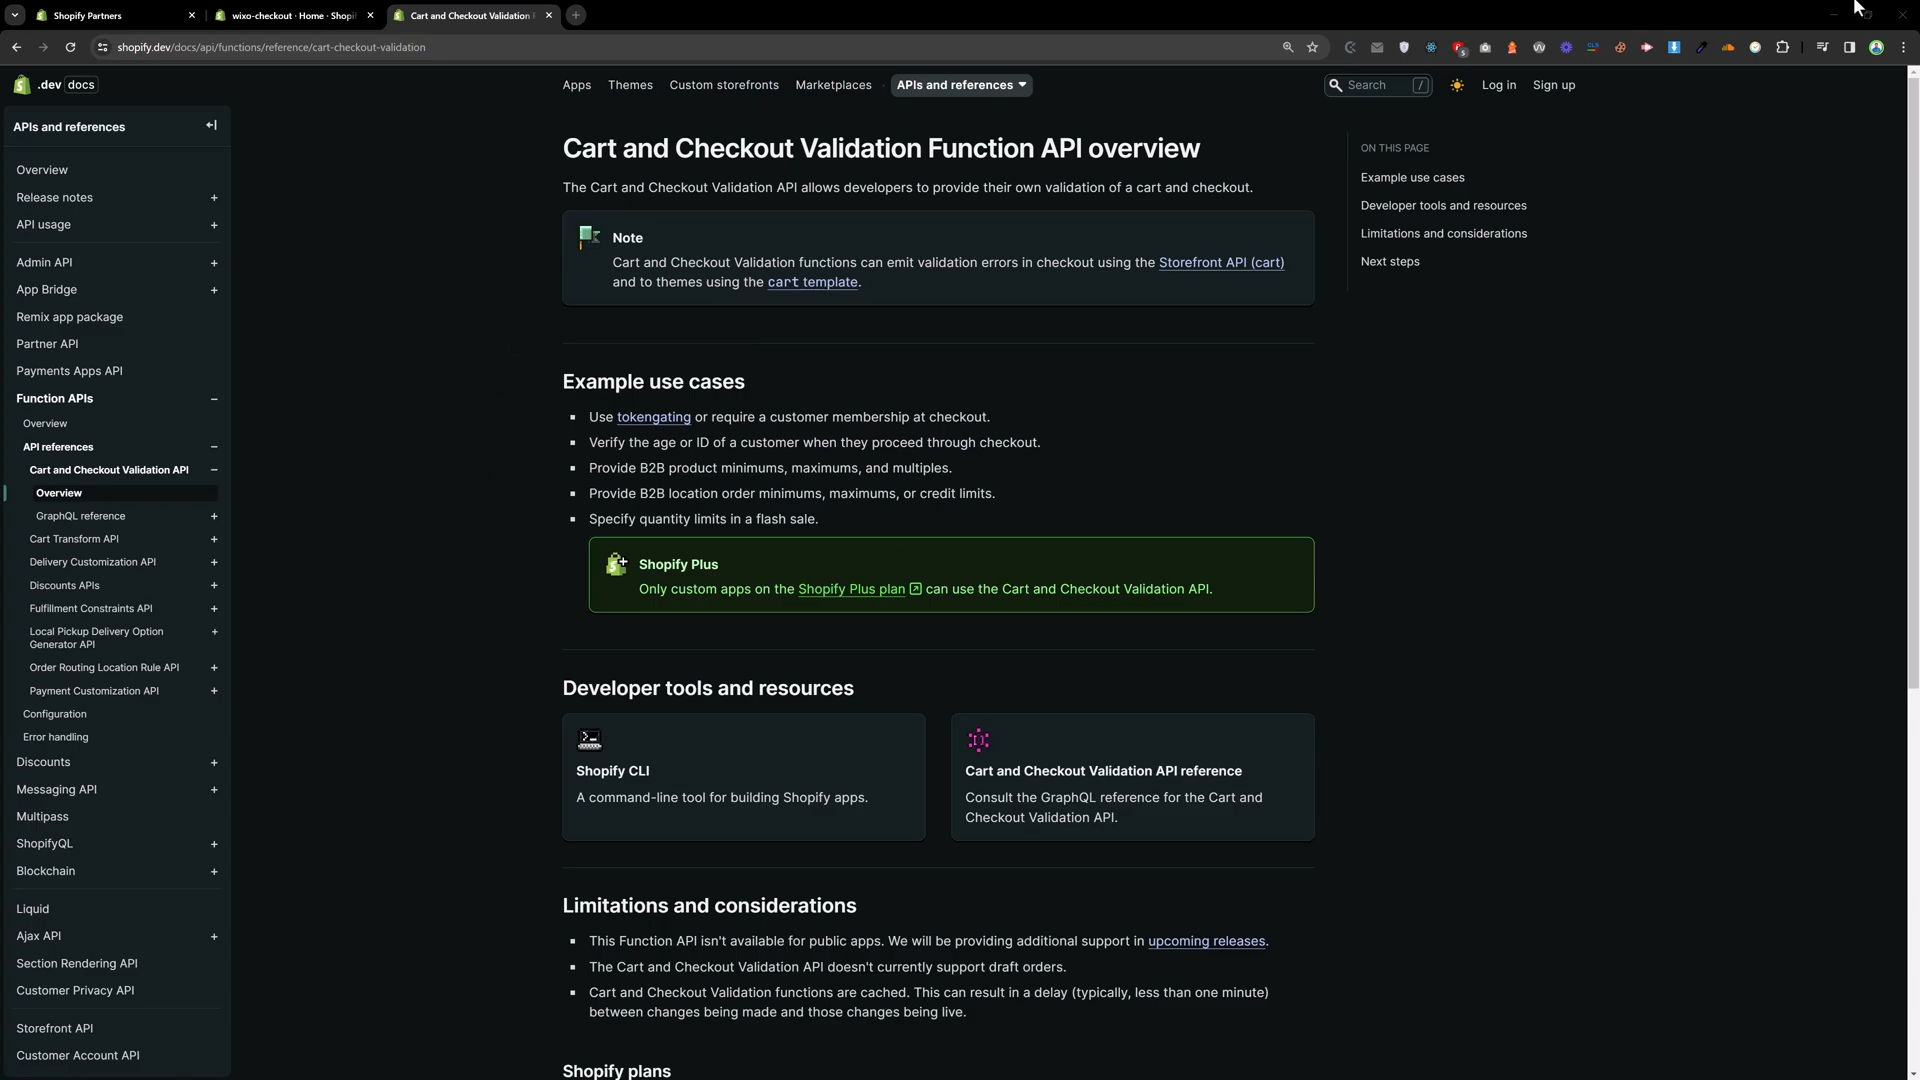 Shopify Partners
wixo-checkout · Home · Shopif
Cart and Checkout Validation F
shopify.dev/docs/api/functions/reference/cart-checkout-validation
.dev docs
Apps
Themes
Custom storefronts
Marketplaces
APIs and references
Search /
Log in
Sign up
APIs and references
Overview
Release notes +
API usage +
Admin API +
App Bridge +
Remix app package
Partner API
Payments Apps API
Function APIs −
Overview
API references −
Cart and Checkout Validation API −
Overview
GraphQL reference +
Cart Transform API +
Delivery Customization API +
Discounts APIs +
Fulfillment Constraints API +
Local Pickup Delivery Option +
Generator API
Order Routing Location Rule API +
Payment Customization API +
Configuration
Error handling
Discounts +
Messaging API +
Multipass
ShopifyQL +
Blockchain +
Liquid
Ajax API +
Section Rendering API
Customer Privacy API
Storefront API
Customer Account API
Cart and Checkout Validation Function API overview
The Cart and Checkout Validation API allows developers to provide their own validation of a cart and checkout.
Note
Cart and Checkout Validation functions can emit validation errors in checkout using the Storefront API (cart)
and to themes using the cart template.
Example use cases
Use tokengating or require a customer membership at checkout.
Verify the age or ID of a customer when they proceed through checkout.
Provide B2B product minimums, maximums, and multiples.
Provide B2B location order minimums, maximums, or credit limits.
Specify quantity limits in a flash sale.
Shopify Plus
Only custom apps on the Shopify Plus plan can use the Cart and Checkout Validation API.
Developer tools and resources
Shopify CLI
A command-line tool for building Shopify apps.
Cart and Checkout Validation API reference
Consult the GraphQL reference for the Cart and
Checkout Validation API.
Limitations and considerations
This Function API isn't available for public apps. We will be providing additional support in upcoming releases.
The Cart and Checkout Validation API doesn't currently support draft orders.
Cart and Checkout Validation functions are cached. This can result in a delay (typically, less than one minute)
between changes being made and those changes being live.
Shopify plans
ON THIS PAGE
Example use cases
Developer tools and resources
Limitations and considerations
Next steps